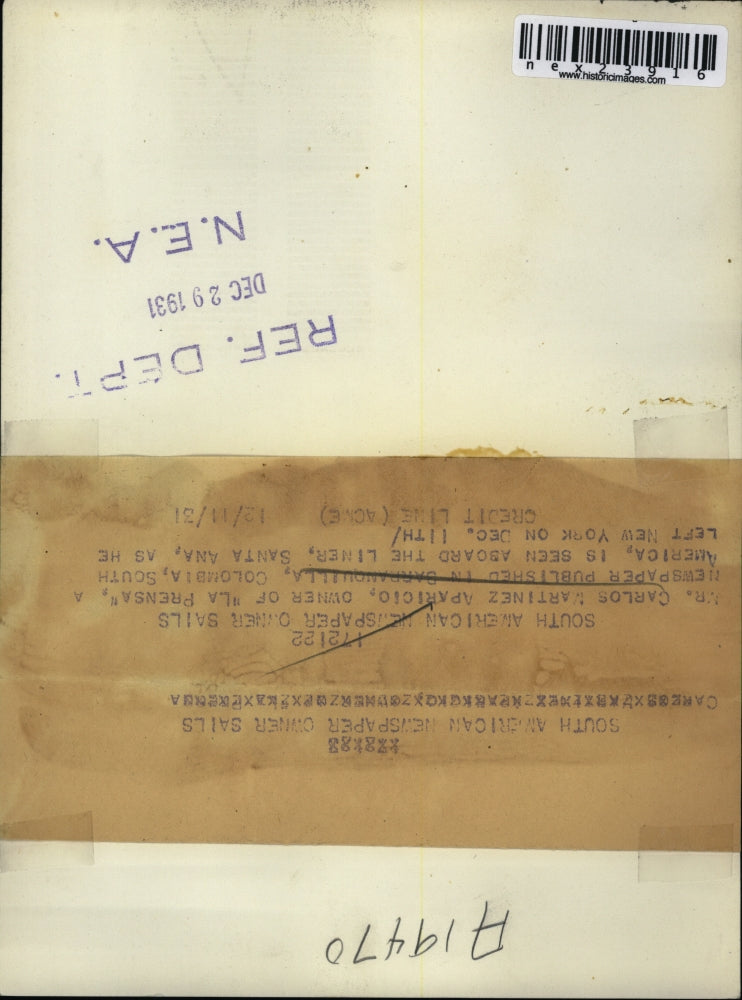 nex23916
www.historicimages.com
A19470
SOUTH AMERICAN NEWSPAPER OWNER SAILS
172122
SOUTH AMERICAN NEWSPAPER OWNER SAILS
MR. CARLOS MARTINEZ APARICIO, OWNER OF "LA PRENSA", A
NEWSPAPER PUBLISHED IN BARRANQUILLA, COLOMBIA, SOUTH
AMERICA, IS SEEN ABOARD THE LINER, SANTA ANA, AS HE
LEFT NEW YORK ON DEC. 11TH/
CREDIT LINE (ACME) 12/11/31
REF. DEPT.
DEC 29 1931
N.E.A.